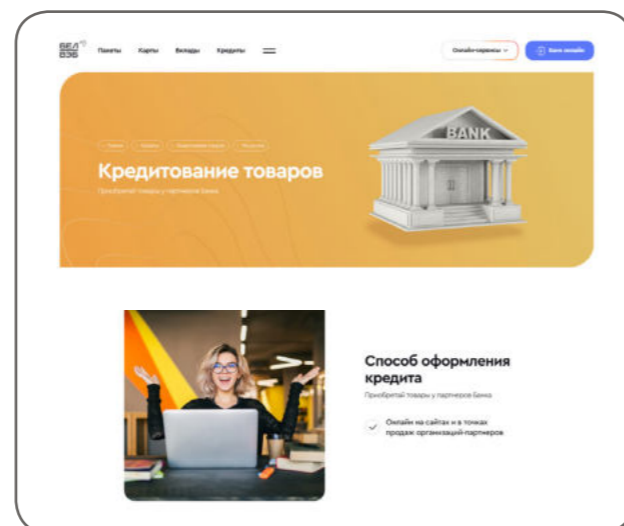 БЕЛ
ВЭБ
Пакеты Карты Вклады Кредиты
Онлайн-сервисы
Банк онлайн
Кредитование товаров
Приобретай товары у партнеров Банка
BANK
Способ оформления
кредита
Приобретай товары у партнеров Банка
Онлайн на сайтах и в точках
продаж организаций-партнеров